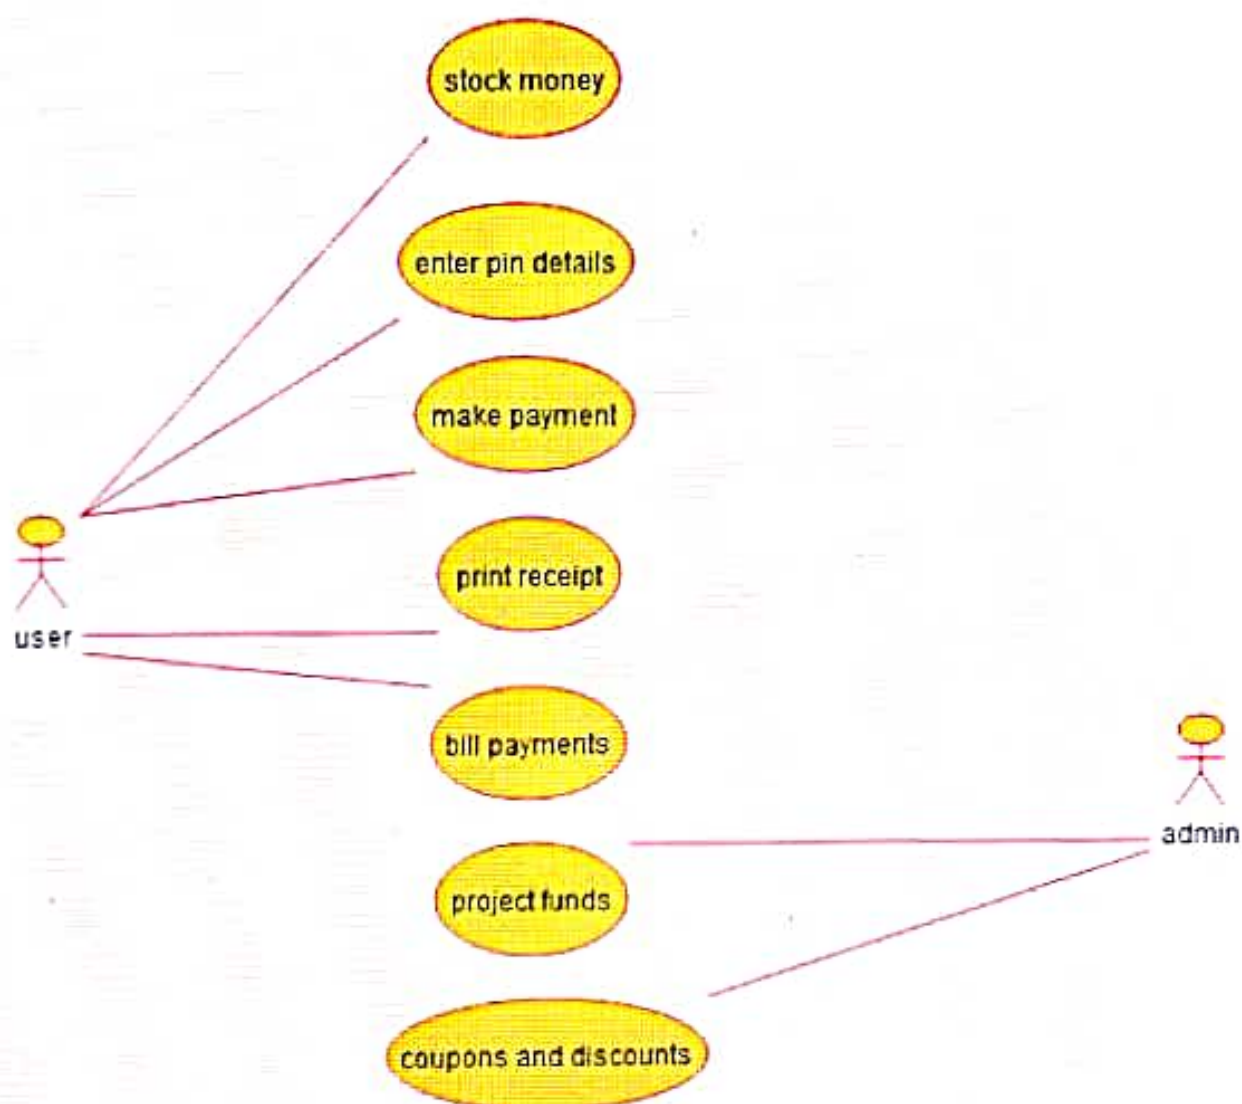 stock money
enter pin details
make payment
print receipt
user
bill payments
admin
project funds
coupons and discounts